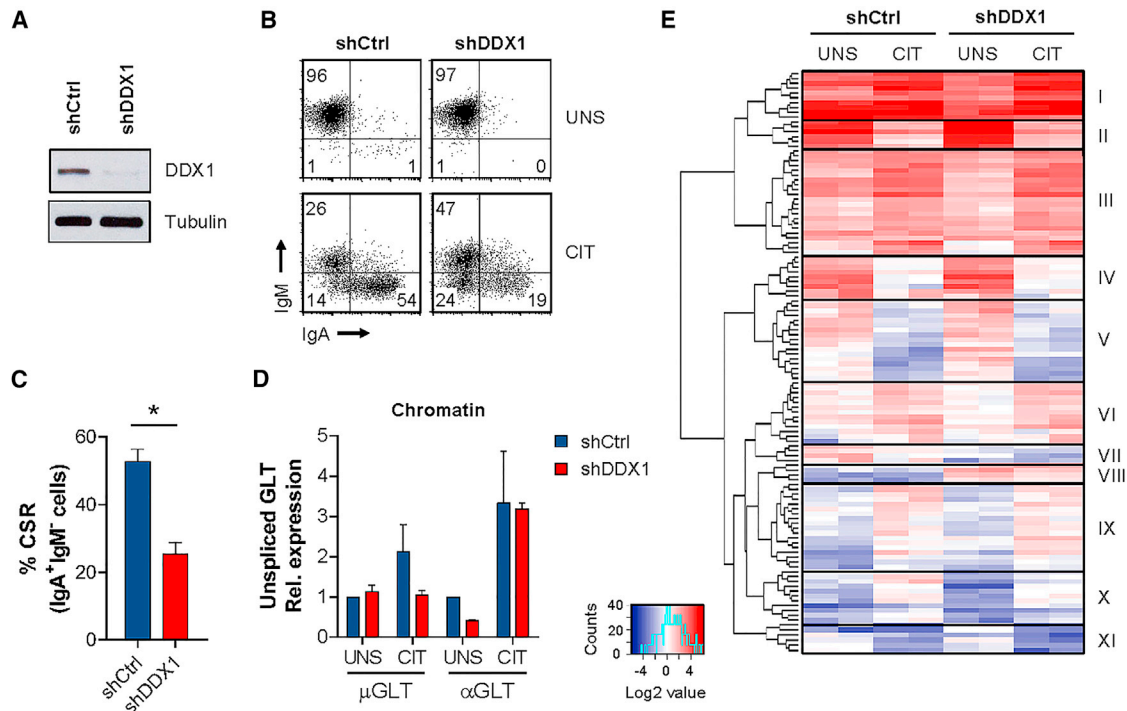 A
shCtrl
shDDX1
DDX1
Tubulin
B
shCtrl
shDDX1
96
1
1
97
1
0
UNS
26
14
54
47
24
19
CIT
IgM
IgA
C
% CSR
(IgA⁺IgM⁻ cells)
60
40
20
0
*
shCtrl
shDDX1
D
Chromatin
Unspliced GLT
Rel. expression
5
4
3
2
1
0
UNS
CIT
UNS
CIT
μGLT
αGLT
shCtrl
shDDX1
E
shCtrl
shDDX1
UNS
CIT
UNS
CIT
I
II
III
IV
V
VI
VII
VIII
IX
X
XI
Counts
40
20
0
-4
0
4
Log2 value